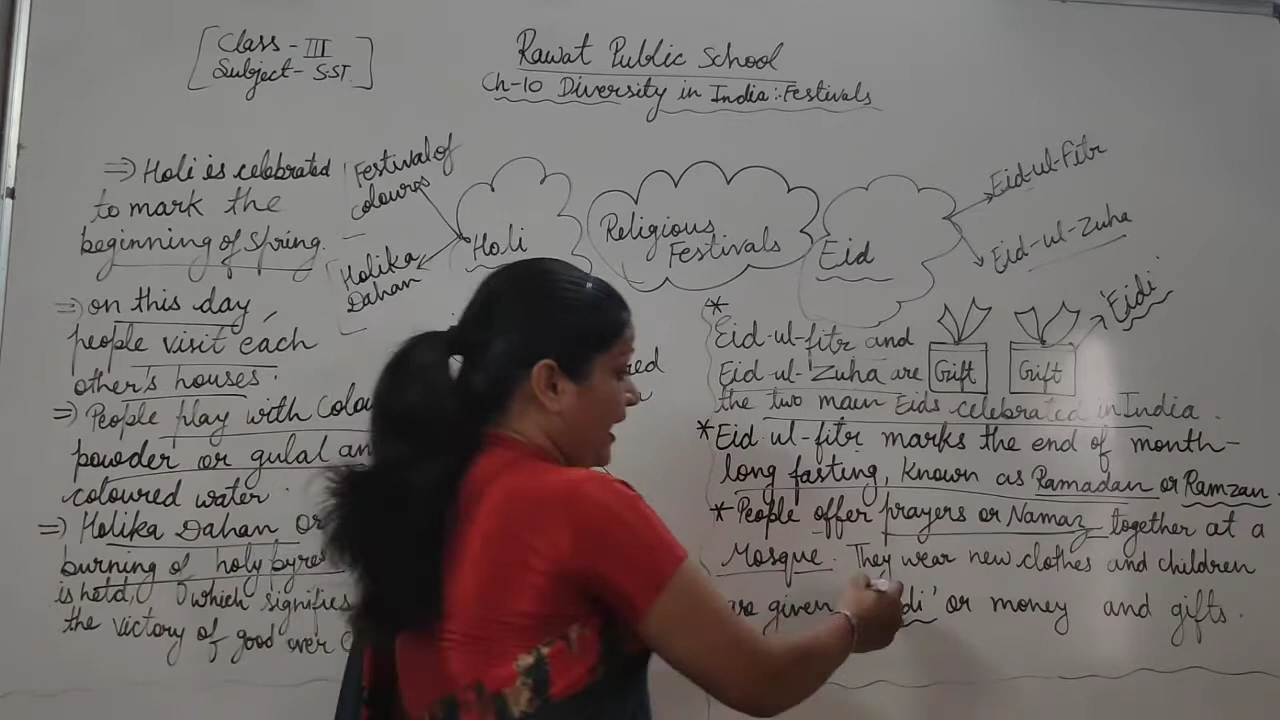 Class - III
Subject - S.ST.
Rawat Public School
Ch-10 Diversity in India: Festivals
⇒ Holi is celebrated
to mark the
beginning of Spring.
⇒ on this day,
people visit each
other's houses.
⇒ People play with
powder or gulal
coloured water.
⇒ Holika Dahan or
burning of holy pyres
is held, which signifies
the victory of good over
Festival of
colours
Holika
Dahan
Holi
Religious
Festivals
Eid
Eid-ul-Fitr
Eid-ul-Zuha
Gift
Gift
'Eidi'
*
Eid-ul-fitr and
Eid-ul-Zuha are
the two main Eids celebrated in India.
* Eid-ul-fitr marks the end of month-
long fasting, known as Ramadan or Ramzan.
* People offer prayers or Namaz together at a
Mosque. They wear new clothes and children
are given or money and gifts.